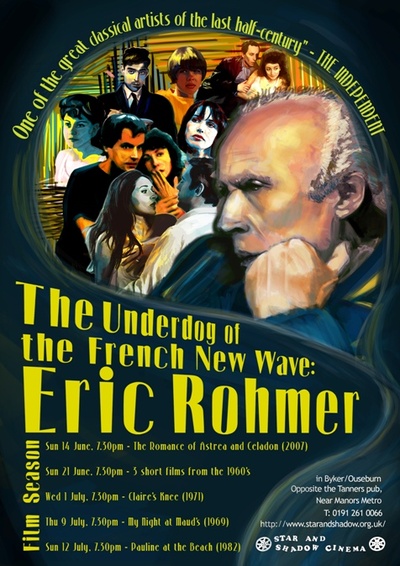 One of the great classical artists of the last half-century" - THE INDEPENDENT
The Underdog of
the French New Wave:
Eric Rohmer
Film Season
Sun 14 June, 7.30pm - The Romance of Astrea and Celadon (2007)
Sun 21 June, 7.30pm - 5 short films from the 1960's
Wed 1 July, 7.30pm - Claire's Knee (1971)
Thu 9 July, 7.30pm - My Night at Maud's (1969)
Sun 12 July, 7.30pm - Pauline at the Beach (1982)
in Byker/Ouseburn
Opposite the Tanners pub,
Near Manors Metro
T: 0191 261 0066
http://www.starandshadow.org.uk/
STAR AND
SHADOW CINEMA